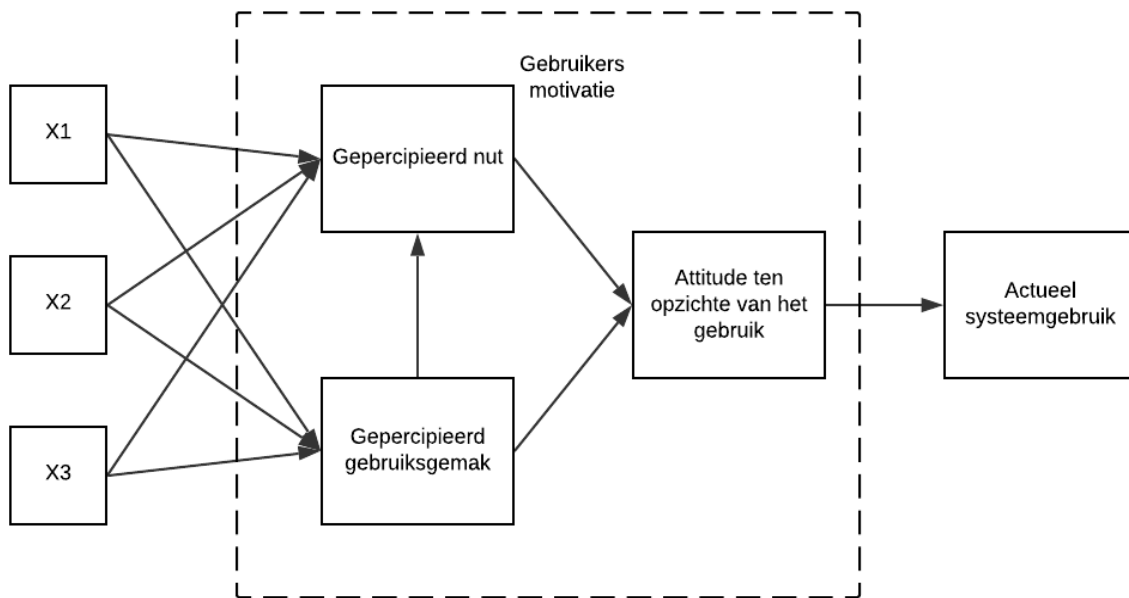 Gebruikers
motivatie
X1
Gepercipieerd nut
X2
Attitude ten
opzichte van het
gebruik
Actueel
systeemgebruik
X3
Gepercipieerd
gebruiksgemak